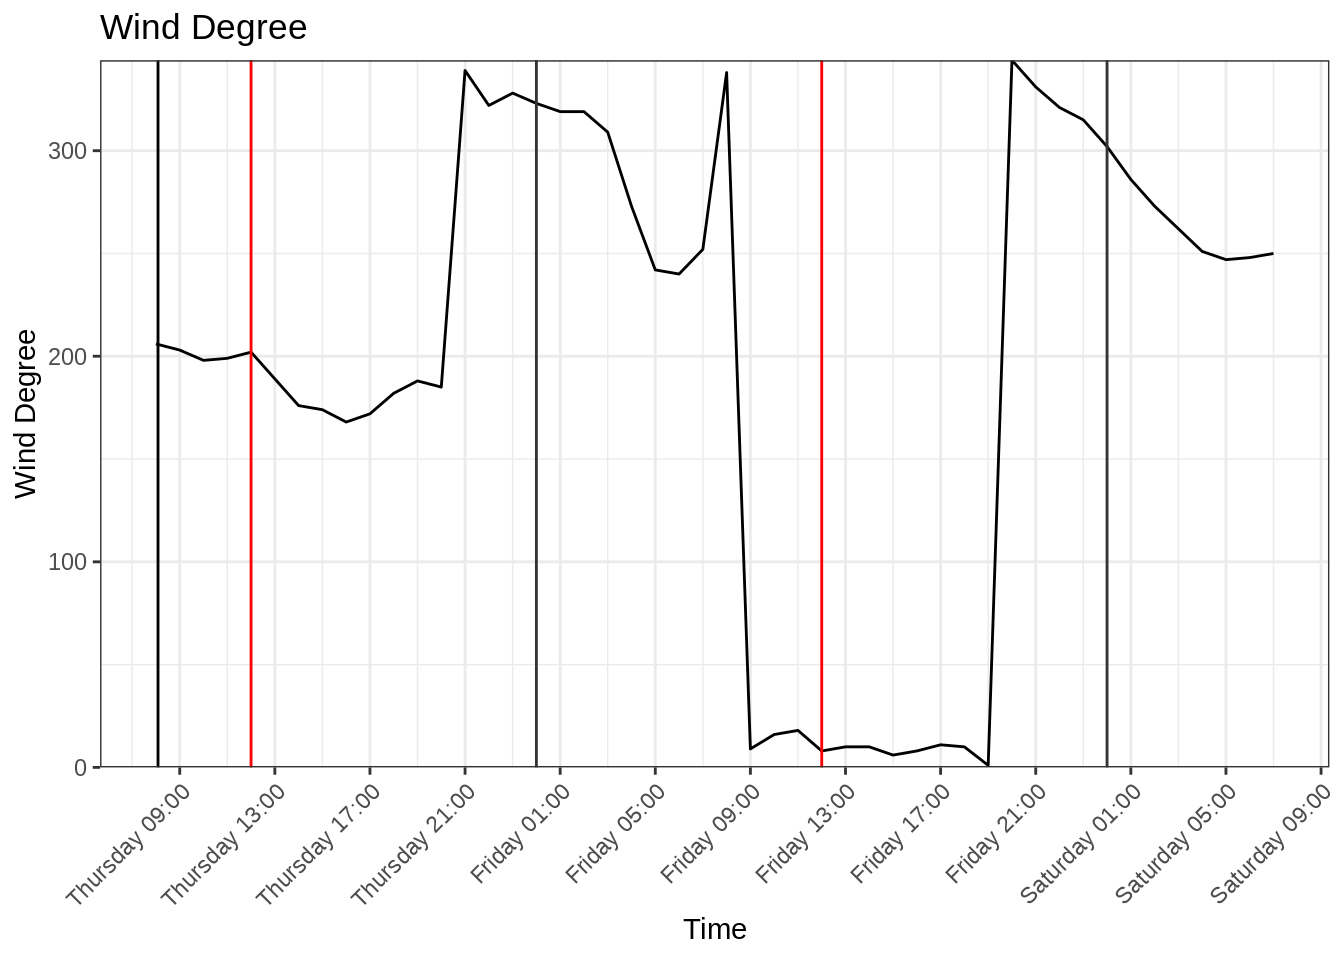 Wind Degree
Wind Degree
300
200
100
0
Thursday 09:00
Thursday 13:00
Thursday 17:00
Thursday 21:00
Friday 01:00
Friday 05:00
Friday 09:00
Friday 13:00
Friday 17:00
Friday 21:00
Saturday 01:00
Saturday 05:00
Saturday 09:00
Time